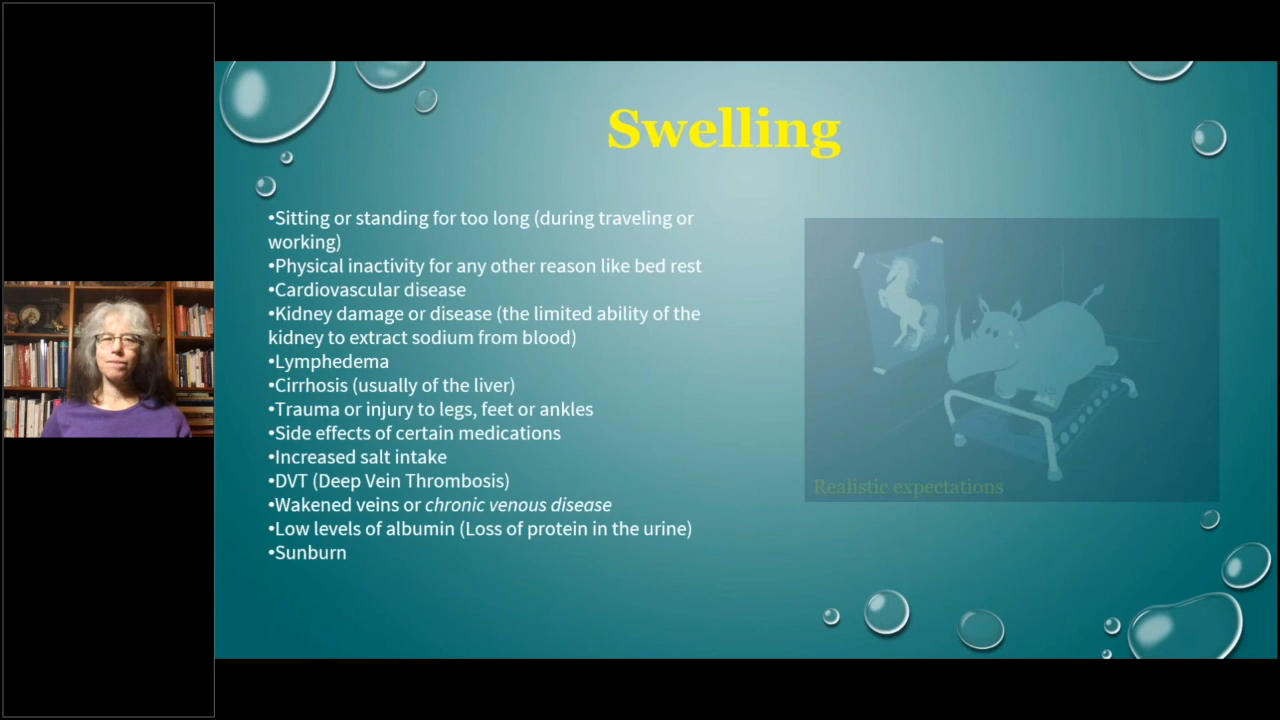 Swelling
•Sitting or standing for too long (during traveling or
working)
•Physical inactivity for any other reason like bed rest
•Cardiovascular disease
•Kidney damage or disease (the limited ability of the
kidney to extract sodium from blood)
•Lymphedema
•Cirrhosis (usually of the liver)
•Trauma or injury to legs, feet or ankles
•Side effects of certain medications
•Increased salt intake
•DVT (Deep Vein Thrombosis)
•Wakened veins or chronic venous disease
•Low levels of albumin (Loss of protein in the urine)
•Sunburn
Realistic expectations